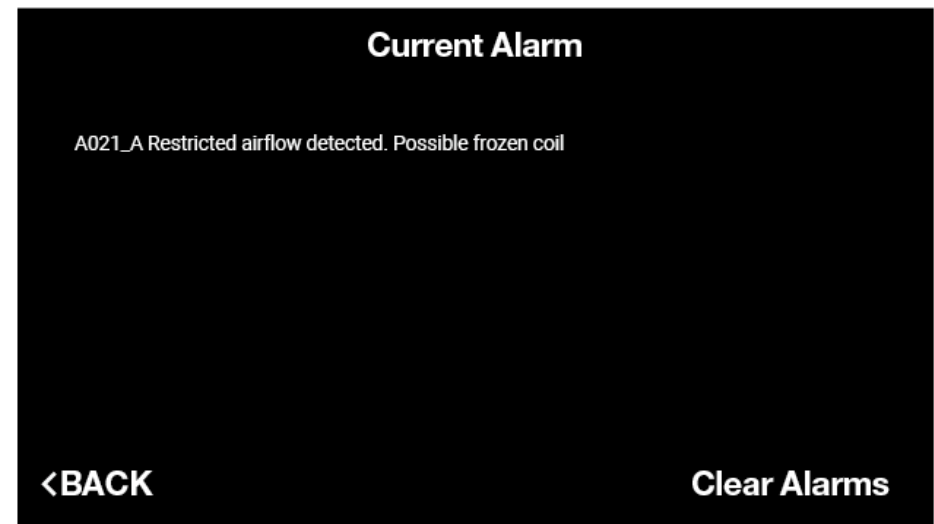 Current Alarm
A021_A Restricted airflow detected. Possible frozen coil
<BACK
Clear Alarms